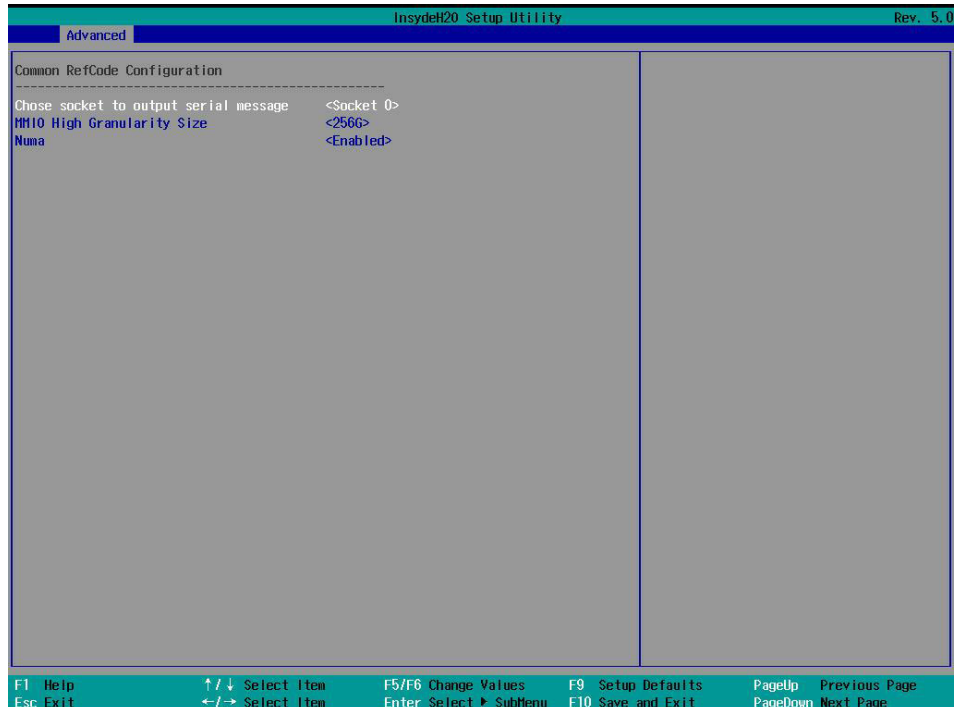 InsydeH20 Setup Utility Rev. 5.0
Advanced
Common RefCode Configuration
--------------------------------------------------
Chose socket to output serial message <Socket 0>
MMIO High Granularity Size <256G>
Numa <Enabled>
F1 Help ↑/↓ Select Item F5/F6 Change Values F9 Setup Defaults PageUp Previous Page
Esc Exit ←/→ Select Item Enter Select ▶ SubMenu F10 Save and Exit PageDown Next Page